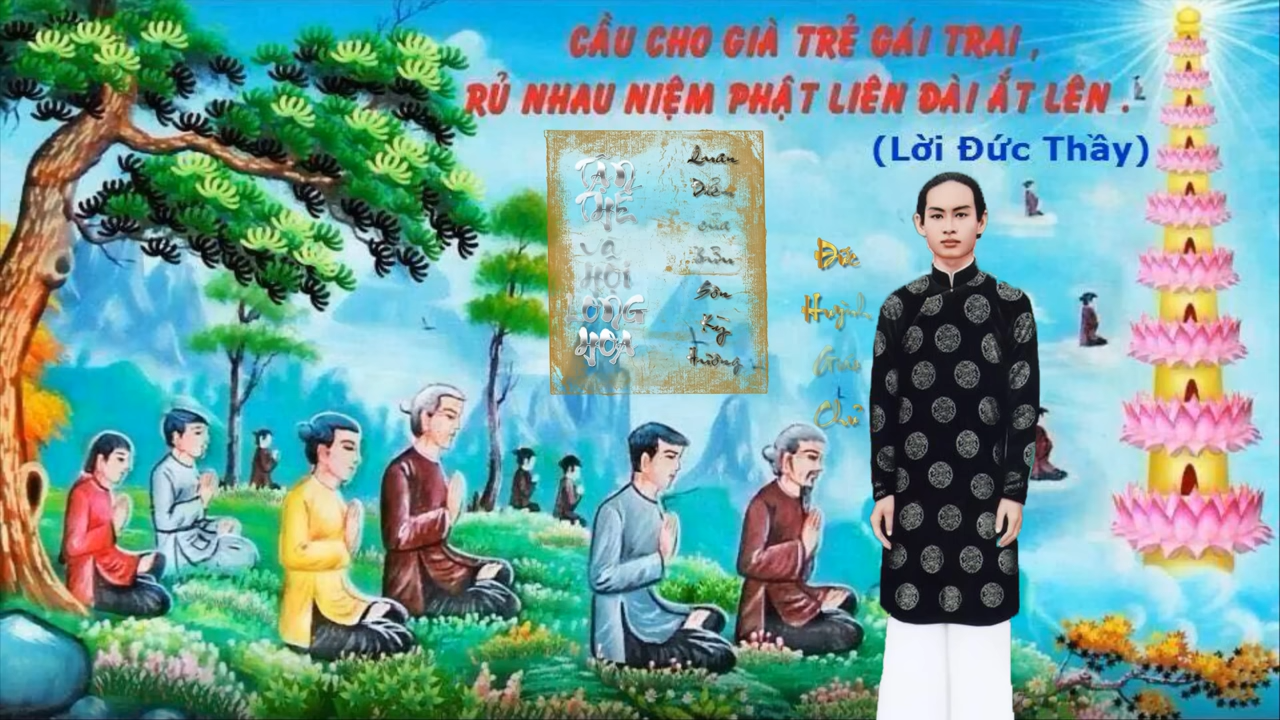 CẦU CHO GIÀ TRẺ GÁI TRAI ,
RỦ NHAU NIỆM PHẬT LIÊN ĐÀI ẮT LÊN .
(Lời Đức Thầy)
TẬN
THẾ
và
HỘI
LONG
HOA
Quan
Điểm
của
Bửu
Sơn
Kỳ
Hương
Đức
Huỳnh
Giáo
Chủ